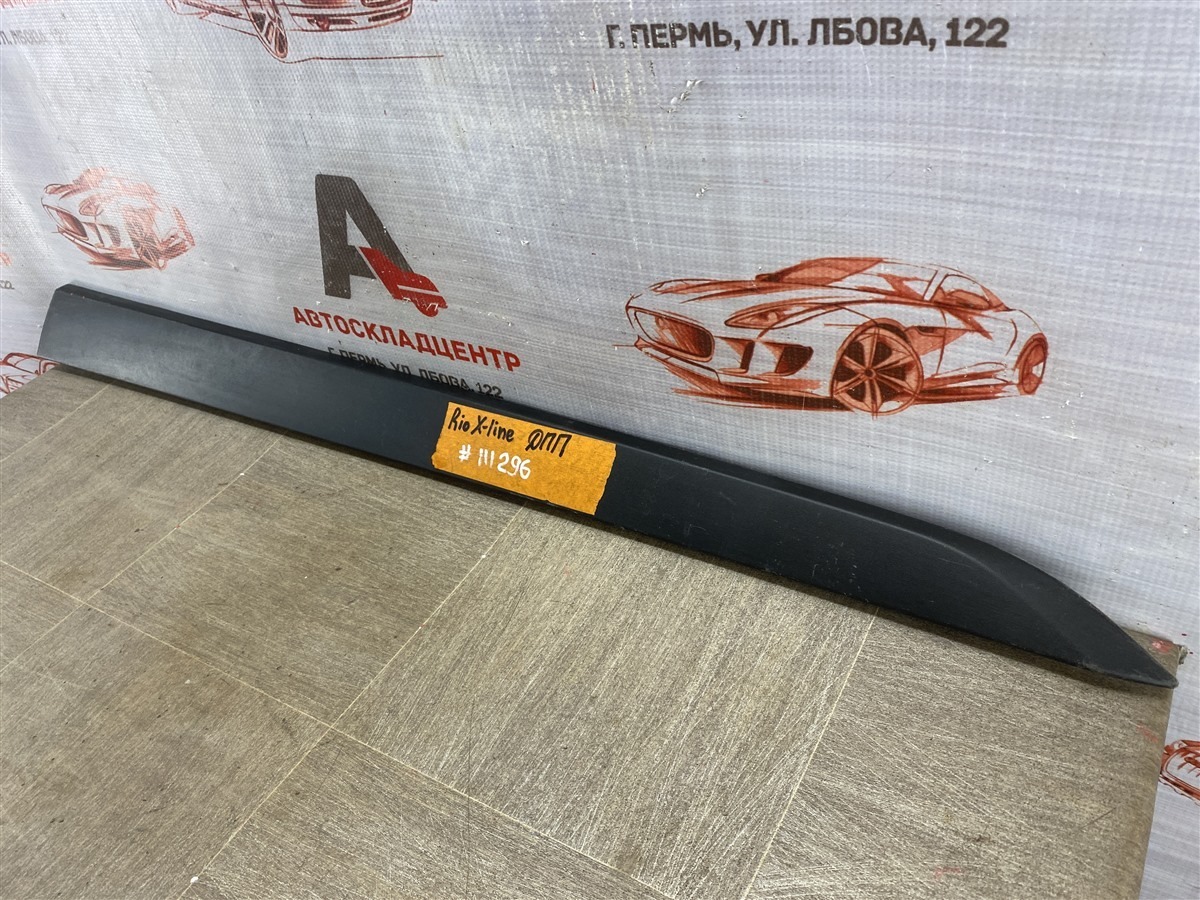 Г. ПЕРМЬ, УЛ. ЛБОВА, 122
АВТОСКЛАДЦЕНТР
Г. ПЕРМЬ, УЛ. ЛБОВА, 122
Rio X-line ДПП
# 111296